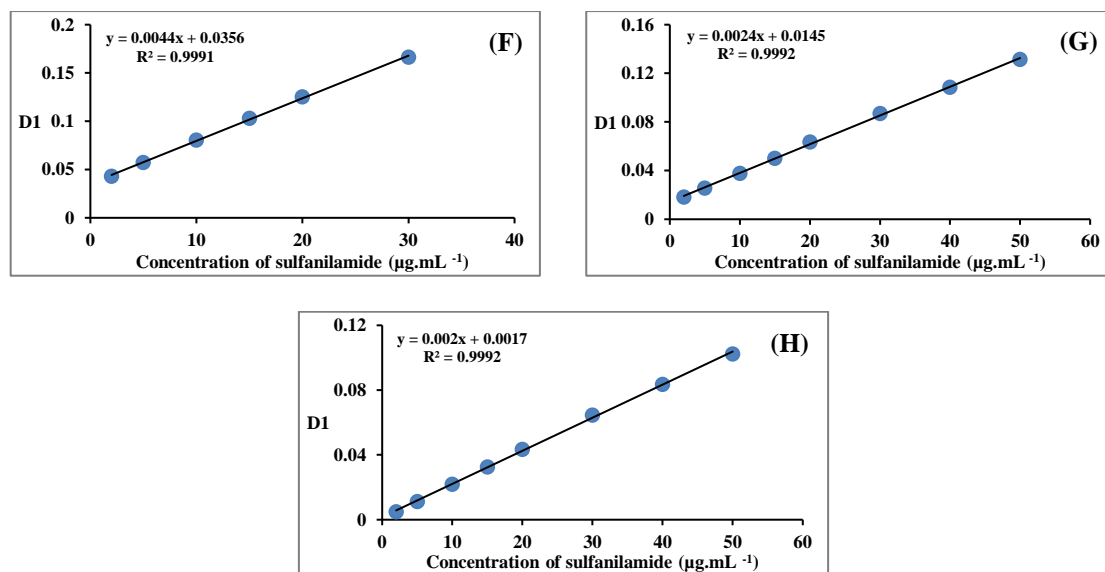 y = 0.0044x + 0.0356
R² = 0.9991
(F)
D1
0.2
0.15
0.1
0.05
0
0 10 20 30 40
Concentration of sulfanilamide (µg.mL ⁻¹)
y = 0.0024x + 0.0145
R² = 0.9992
(G)
D1
0.16
0.12
0.08
0.04
0
0 10 20 30 40 50 60
Concentration of sulfanilamide (µg.mL ⁻¹)
y = 0.002x + 0.0017
R² = 0.9992
(H)
D1
0.12
0.08
0.04
0
0 10 20 30 40 50 60
Concentration of sulfanilamide (µg.mL ⁻¹)